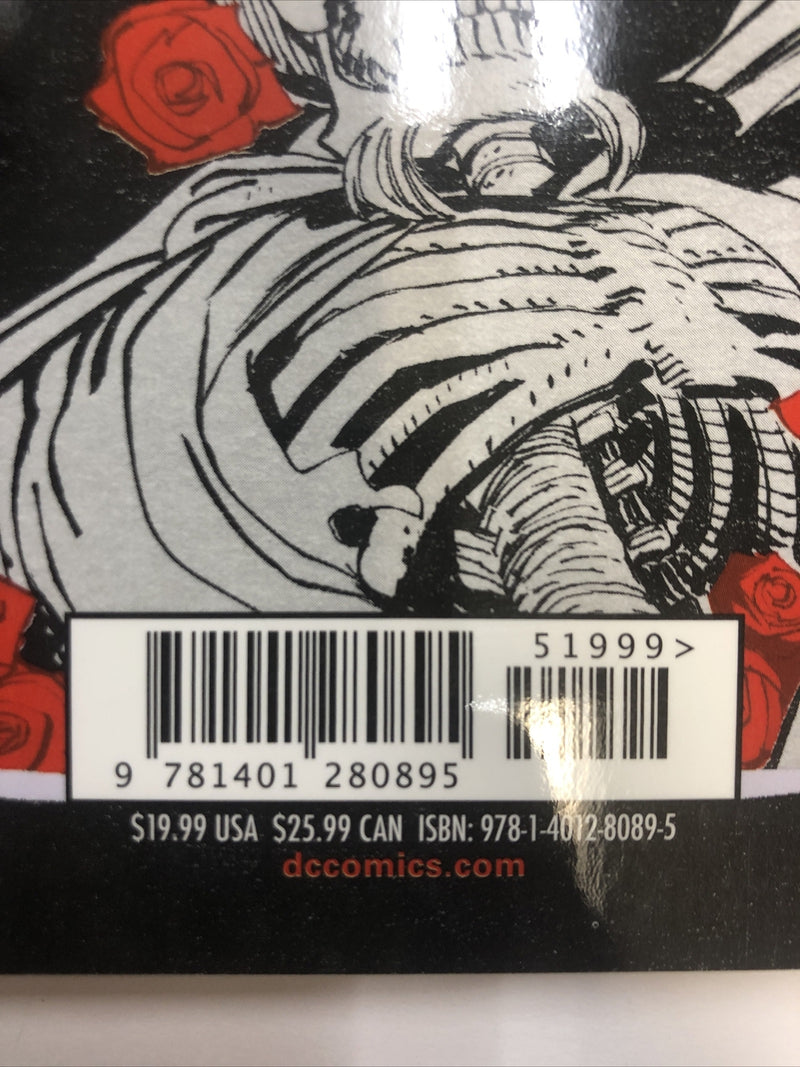 51999>
9 781401 280895
$19.99 USA $25.99 CAN ISBN: 978-1-4012-8089-5
dccomics.com